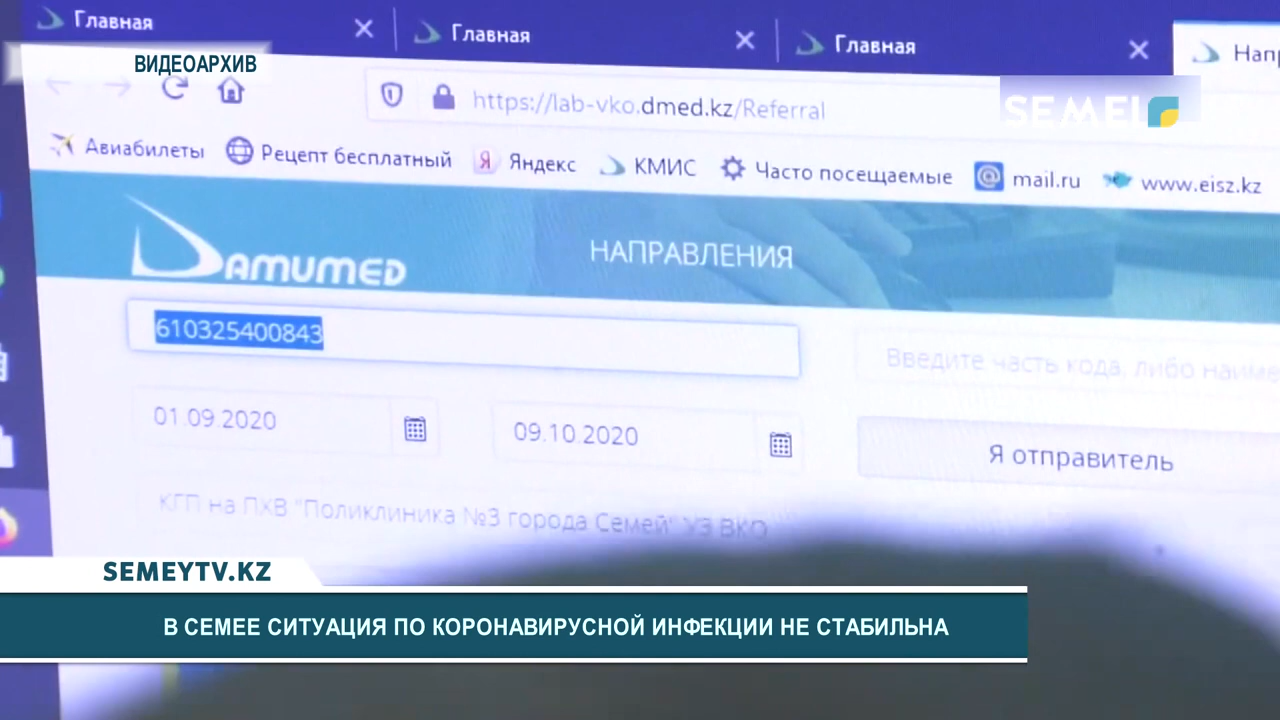 Главная
Главная
Главная
ВИДЕОАРХИВ
https://lab-vko.dmed.kz/Referral
SEMEI
Авиабилеты
Рецепт бесплатный
Яндекс
КМИС
Часто посещаемые
mail.ru
www.eisz.kz
DAMUMED
НАПРАВЛЕНИЯ
610325400843
Введите часть кода, либо
01.09.2020
09.10.2020
Я отправитель
КГП на ПХВ "Поликлиника №3 города Семей" УЗ ВКО
SEMEYTV.KZ
В СЕМЕЕ СИТУАЦИЯ ПО КОРОНАВИРУСНОЙ ИНФЕКЦИИ НЕ СТАБИЛЬНА